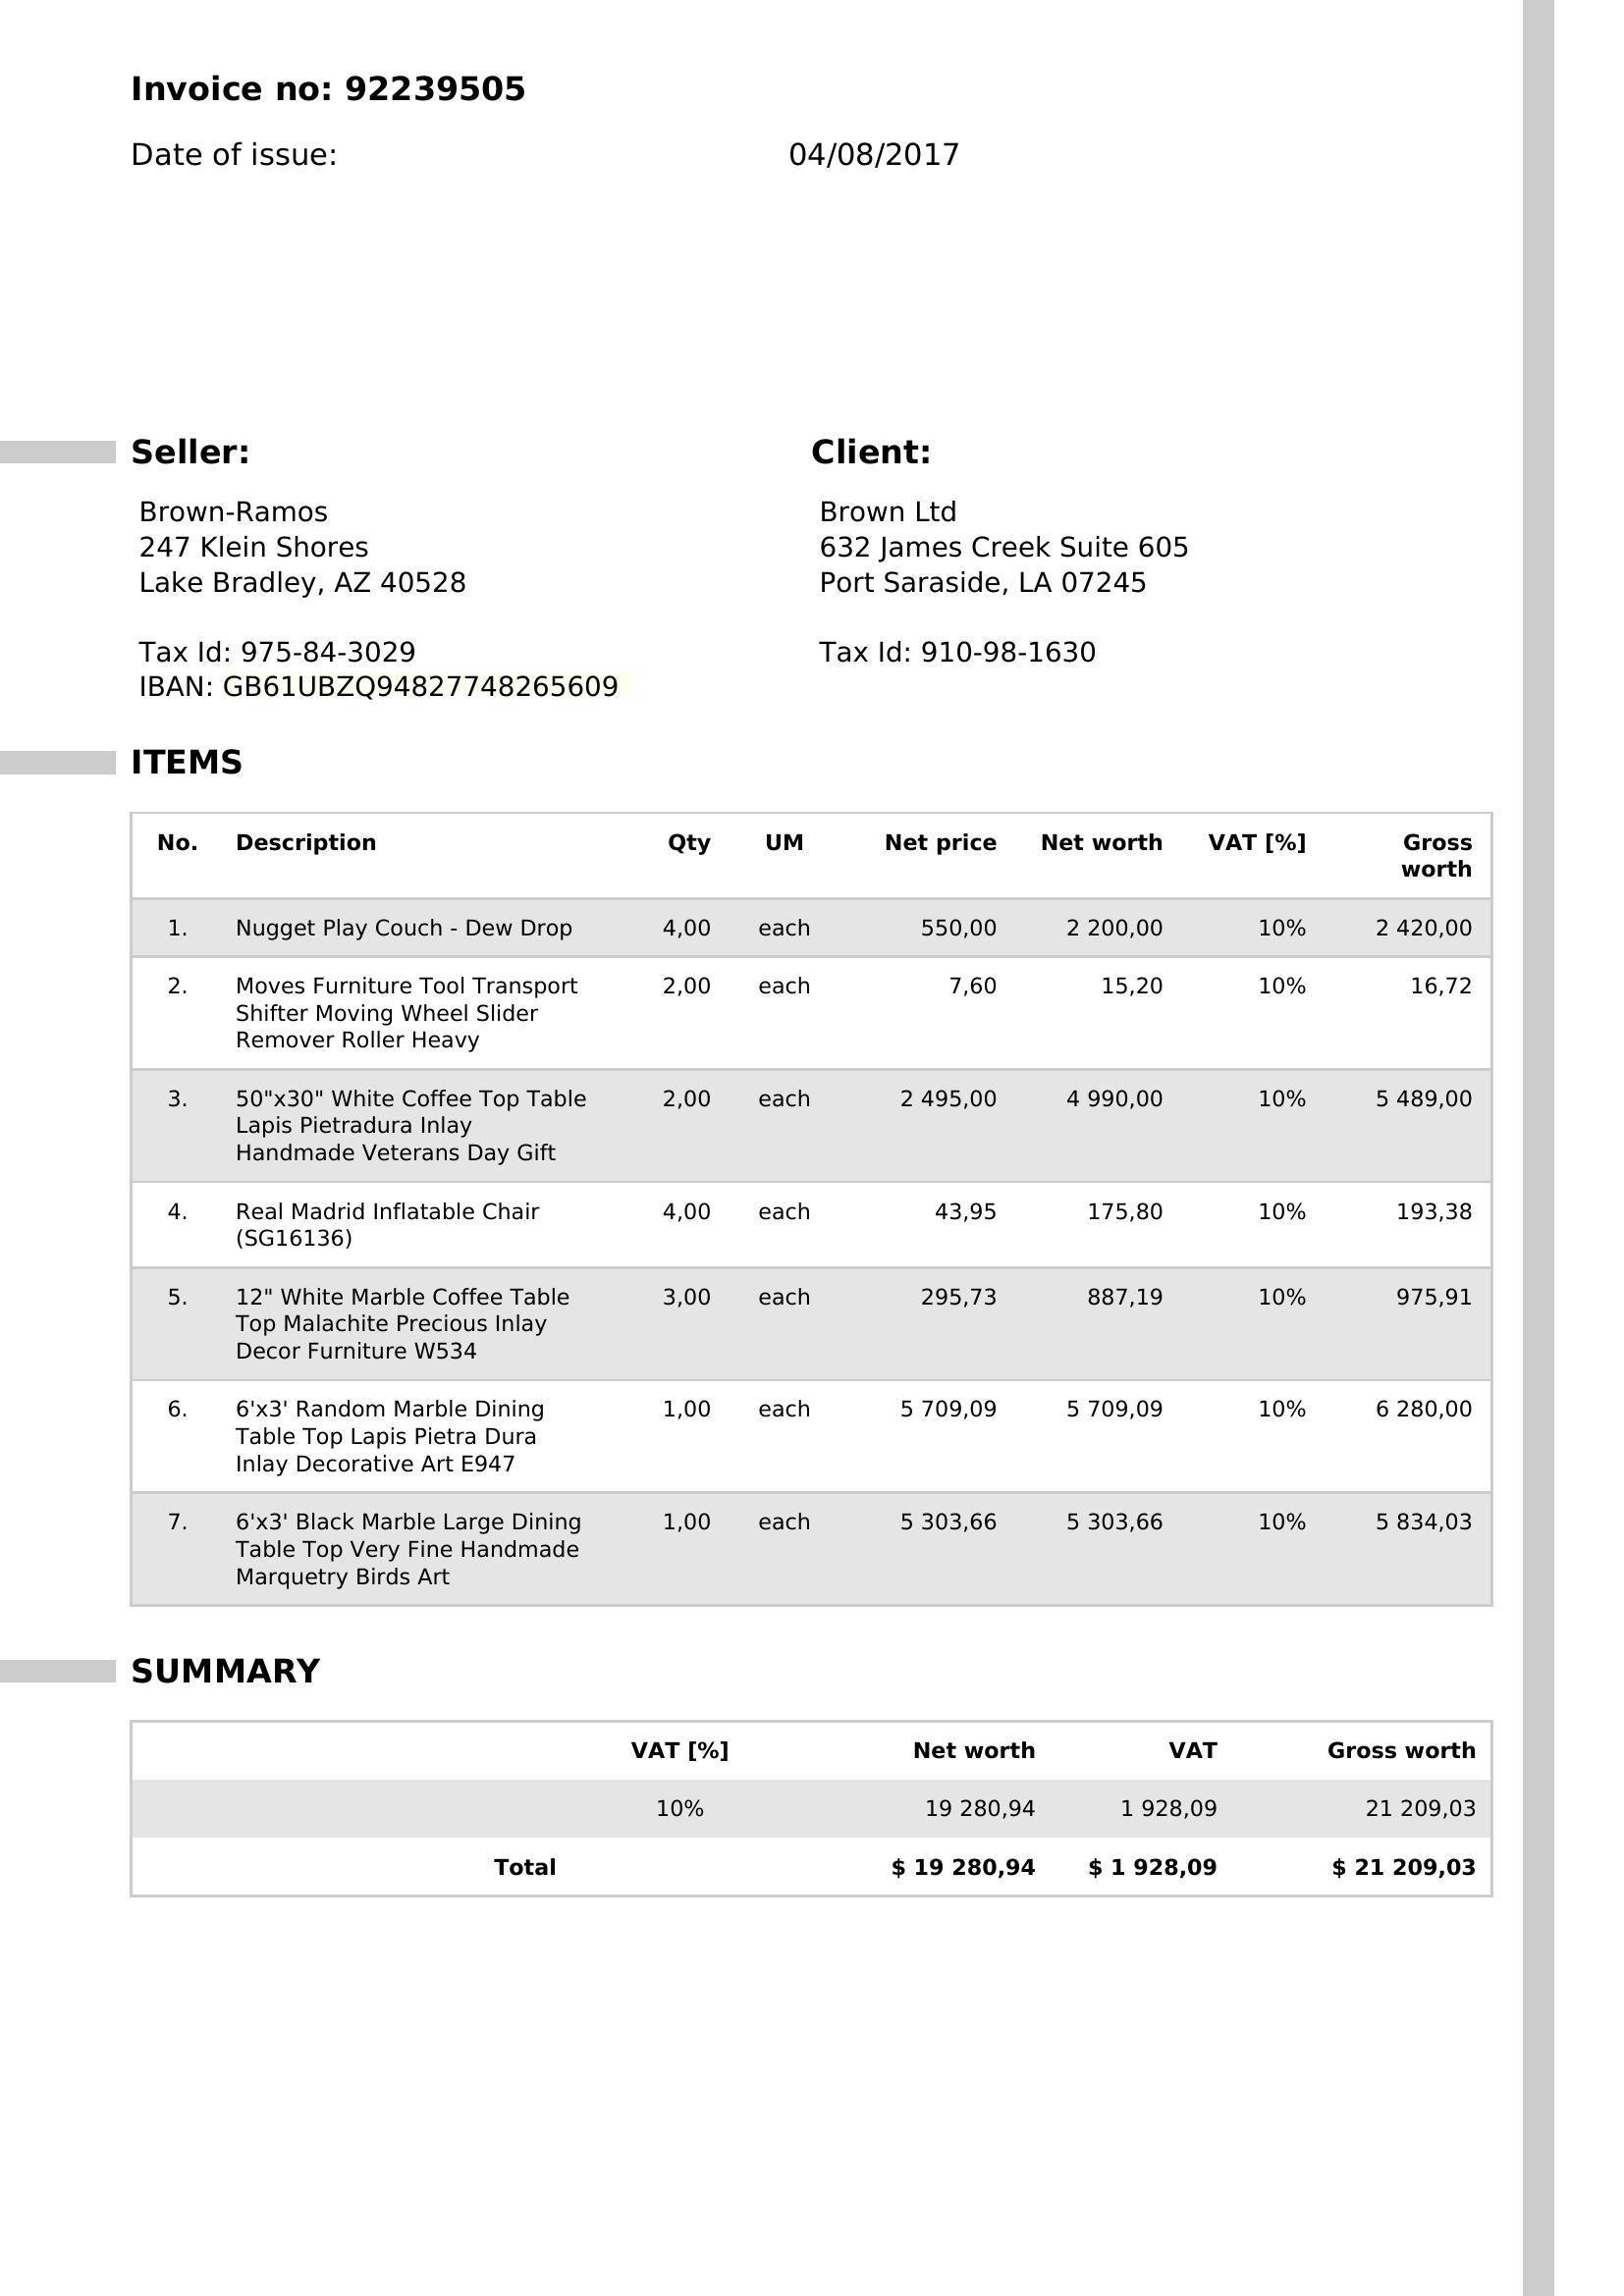 Invoice no: 92239505
Date of issue: 04/08/2017
Seller:
Brown-Ramos
247 Klein Shores
Lake Bradley, AZ 40528
Tax Id: 975-84-3029
IBAN: GB61UBZQ94827748265609
Client:
Brown Ltd
632 James Creek Suite 605
Port Saraside, LA 07245
Tax Id: 910-98-1630
ITEMS
No. Description Qty UM Net price Net worth VAT [%] Gross
worth
1. Nugget Play Couch - Dew Drop 4,00 each 550,00 2 200,00 10% 2 420,00
2. Moves Furniture Tool Transport 2,00 each 7,60 15,20 10% 16,72
Shifter Moving Wheel Slider
Remover Roller Heavy
3. 50"x30" White Coffee Top Table 2,00 each 2 495,00 4 990,00 10% 5 489,00
Lapis Pietradura Inlay
Handmade Veterans Day Gift
4. Real Madrid Inflatable Chair 4,00 each 43,95 175,80 10% 193,38
(SG16136)
5. 12" White Marble Coffee Table 3,00 each 295,73 887,19 10% 975,91
Top Malachite Precious Inlay
Decor Furniture W534
6. 6'x3' Random Marble Dining 1,00 each 5 709,09 5 709,09 10% 6 280,00
Table Top Lapis Pietra Dura
Inlay Decorative Art E947
7. 6'x3' Black Marble Large Dining 1,00 each 5 303,66 5 303,66 10% 5 834,03
Table Top Very Fine Handmade
Marquetry Birds Art
SUMMARY
VAT [%] Net worth VAT Gross worth
10% 19 280,94 1 928,09 21 209,03
Total $ 19 280,94 $ 1 928,09 $ 21 209,03